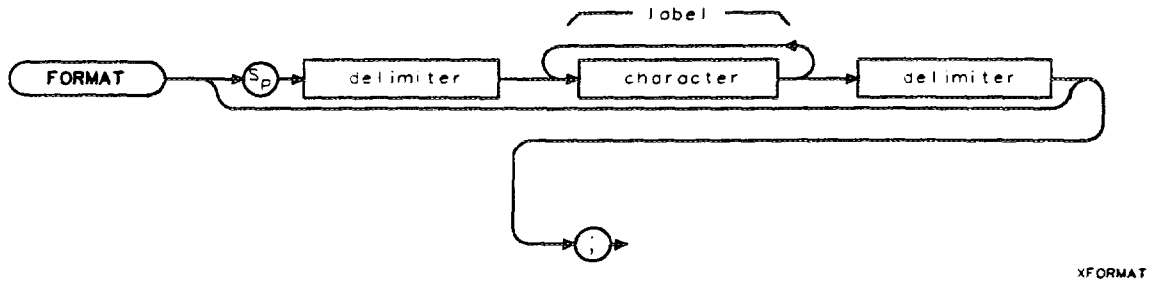 label
FORMAT
SP
delimiter
character
delimiter
;
XFORMAT